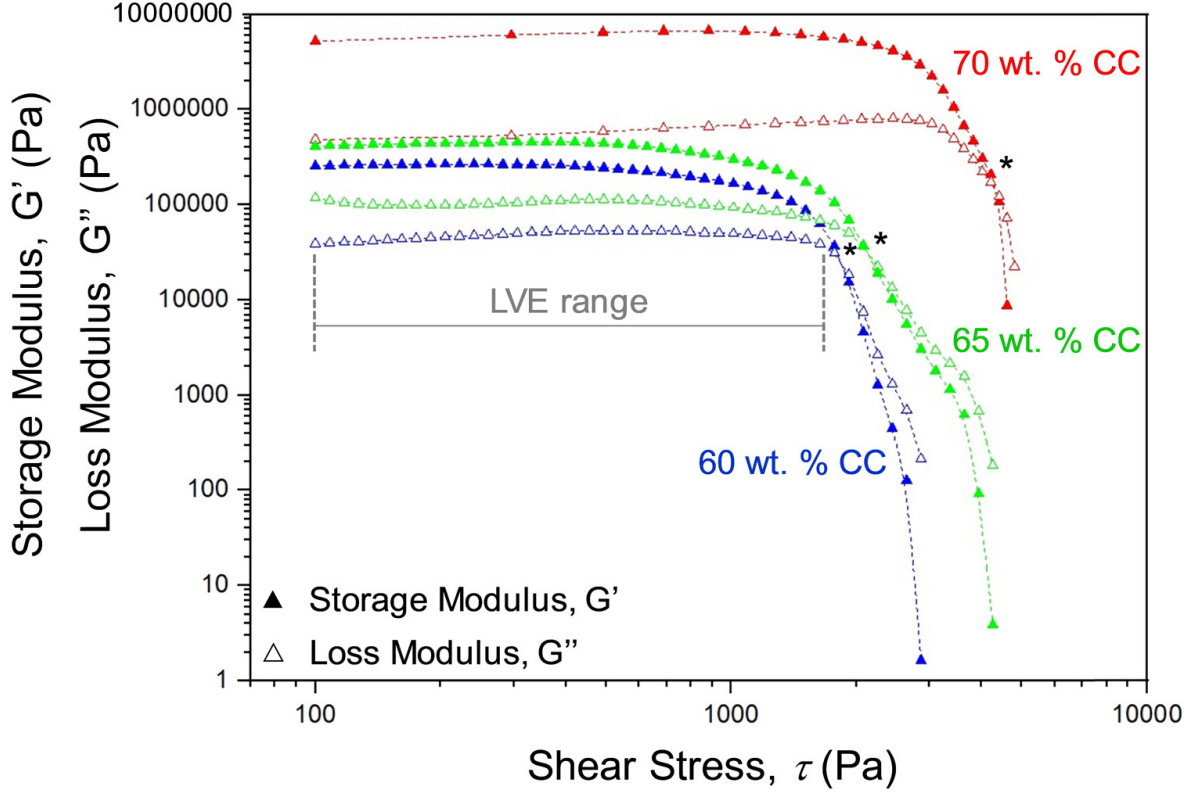 Storage Modulus, G’ (Pa)
Loss Modulus, G” (Pa)
10000000
1000000
100000
10000
1000
100
10
1
70 wt. % CC
*
* *
LVE range
65 wt. % CC
60 wt. % CC
▲ Storage Modulus, G’
△ Loss Modulus, G”
100 1000 10000
Shear Stress, τ (Pa)